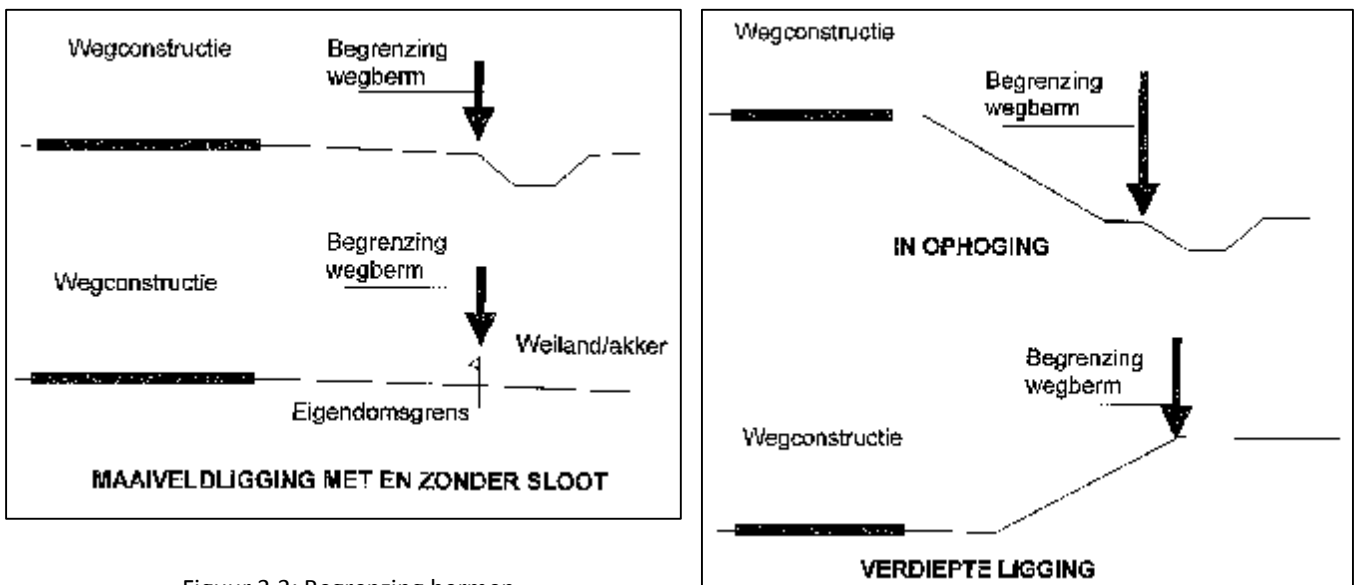 Wegconstructie
Begrenzing
wegberm
Begrenzing
wegberm
Wegconstructie
Weiland/akker
Eigendomsgrens
MAAIVELDLIGGING MET EN ZONDER SLOOT
Wegconstructie
Begrenzing
wegberm
IN OPHOGING
Begrenzing
wegberm
Wegconstructie
VERDIEPTE LIGGING
Figuur 2.2: Begrenzing bermen